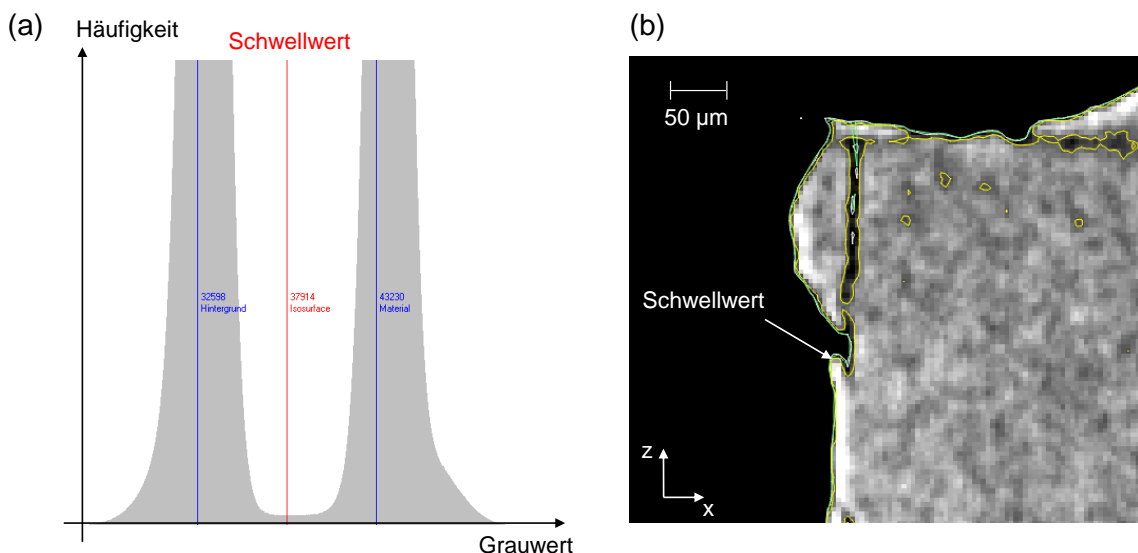 (a)
Häufigkeit
Schwellwert
32598
Hintergrund
37914
Isosurface
43230
Material
Grauwert
(b)
50 µm
Schwellwert
z
x